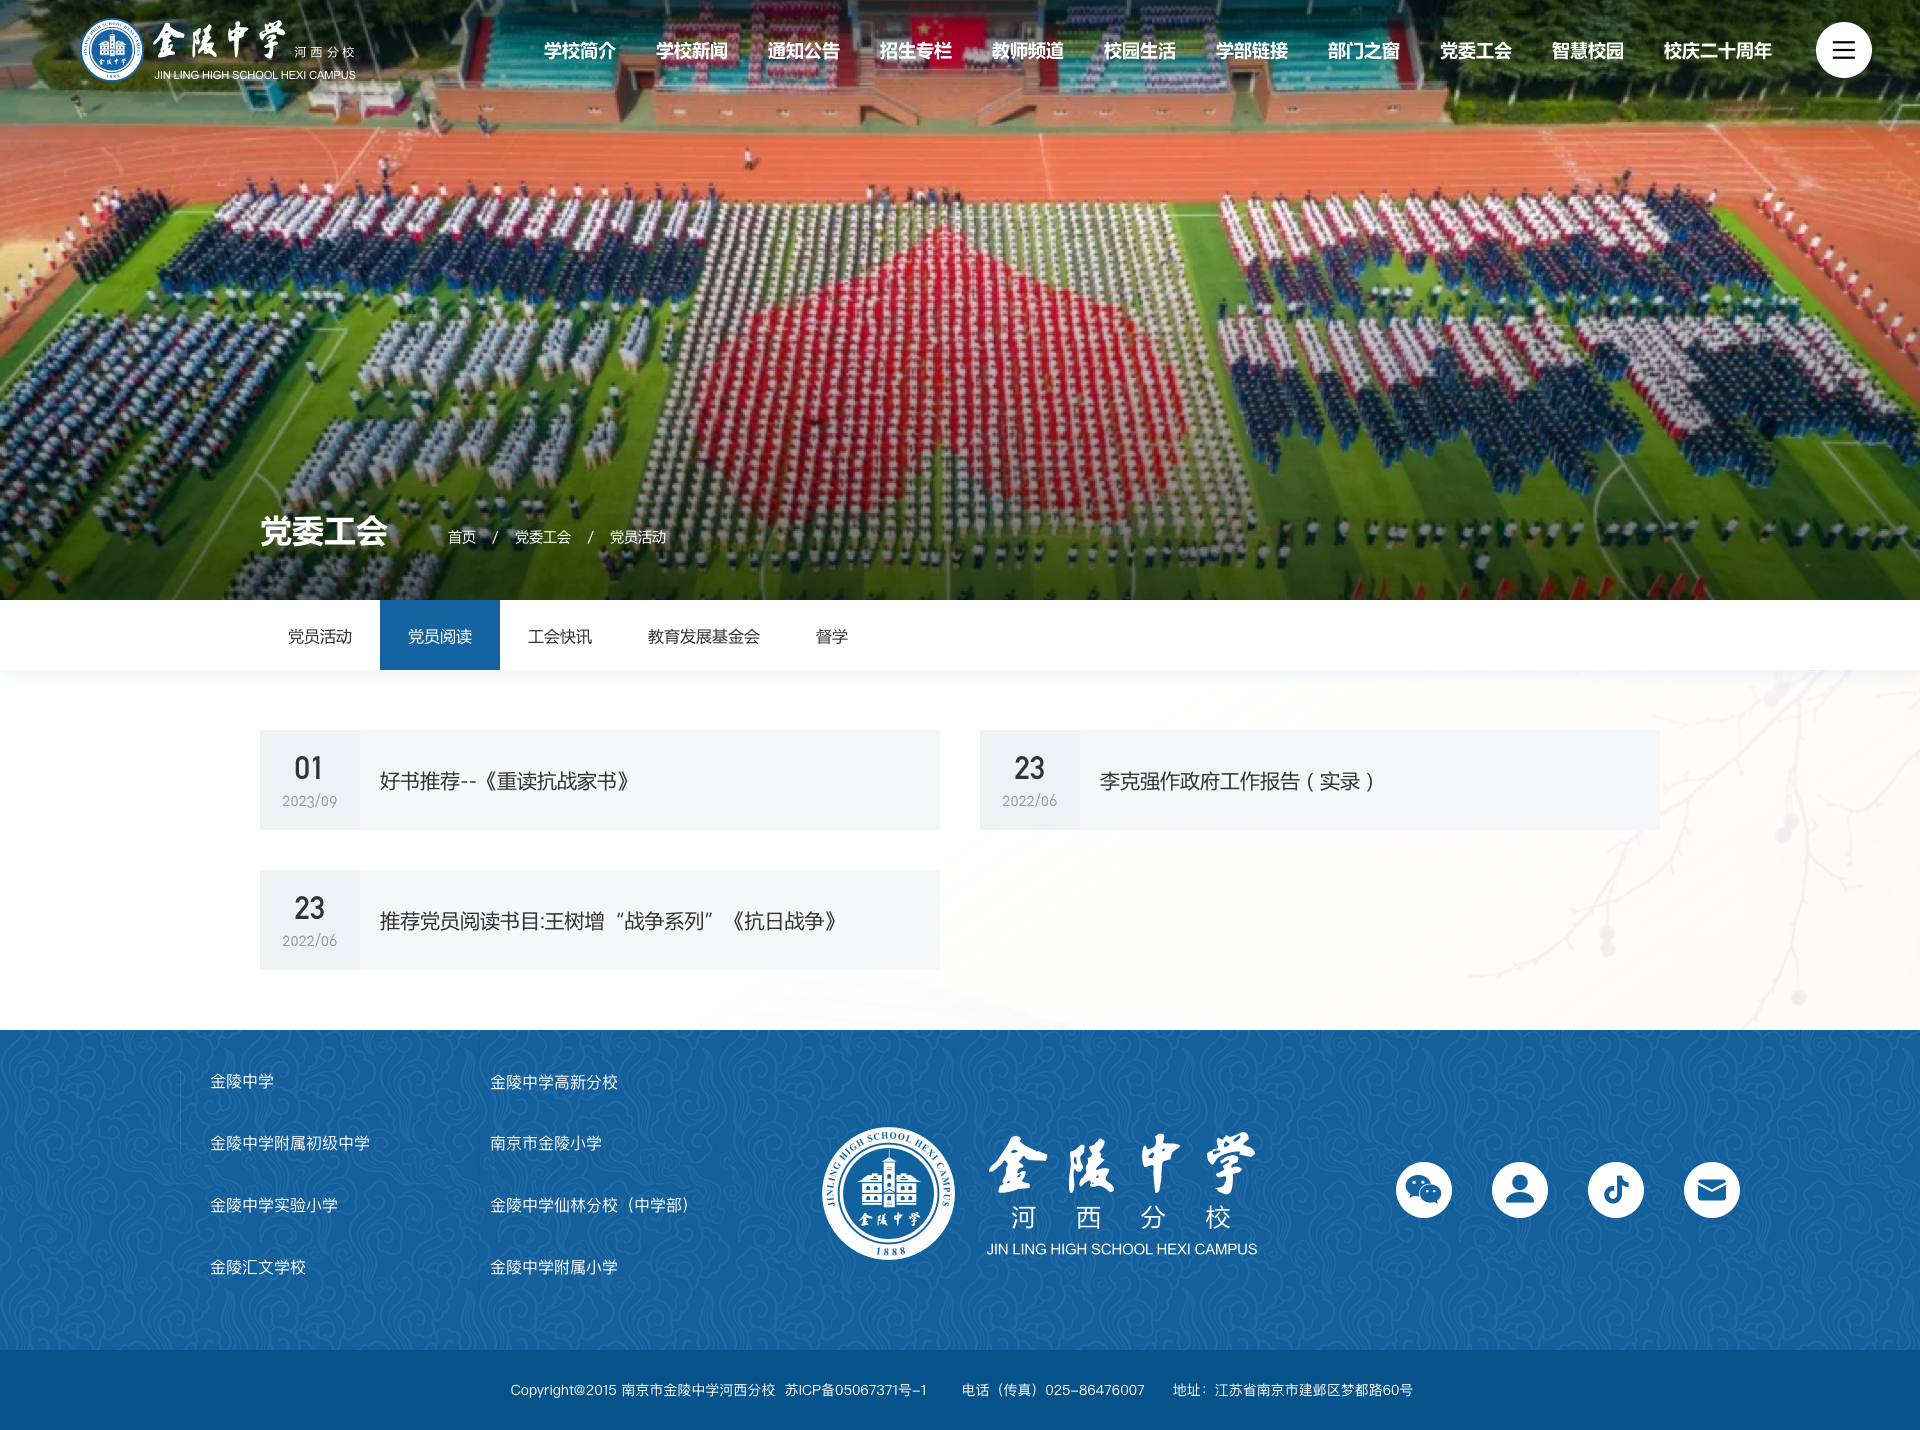 金陵中学 河西分校
JIN LING HIGH SCHOOL HEXI CAMPUS
学校简介 学校新闻 通知公告 招生专栏 教师频道 校园生活 学部链接 部门之窗 党委工会 智慧校园 校庆二十周年
党委工会 首页 / 党委工会 / 党员活动
党员活动 党员阅读 工会快讯 教育发展基金会 督学
01
2023/09
好书推荐--《重读抗战家书》
23
2022/06
李克强作政府工作报告 ( 实录 )
23
2022/06
推荐党员阅读书目:王树增“战争系列”《抗日战争》
金陵中学 金陵中学高新分校
金陵中学附属初级中学 南京市金陵小学
金陵中学实验小学 金陵中学仙林分校（中学部）
金陵汇文学校 金陵中学附属小学
JINLING HIGH SCHOOL HEXI CAMPUS
金陵中学
1888
金陵中学
河西分校
JIN LING HIGH SCHOOL HEXI CAMPUS
Copyright@2015 南京市金陵中学河西分校 苏ICP备05067371号-1 电话（传真）025-86476007 地址：江苏省南京市建邺区梦都路60号